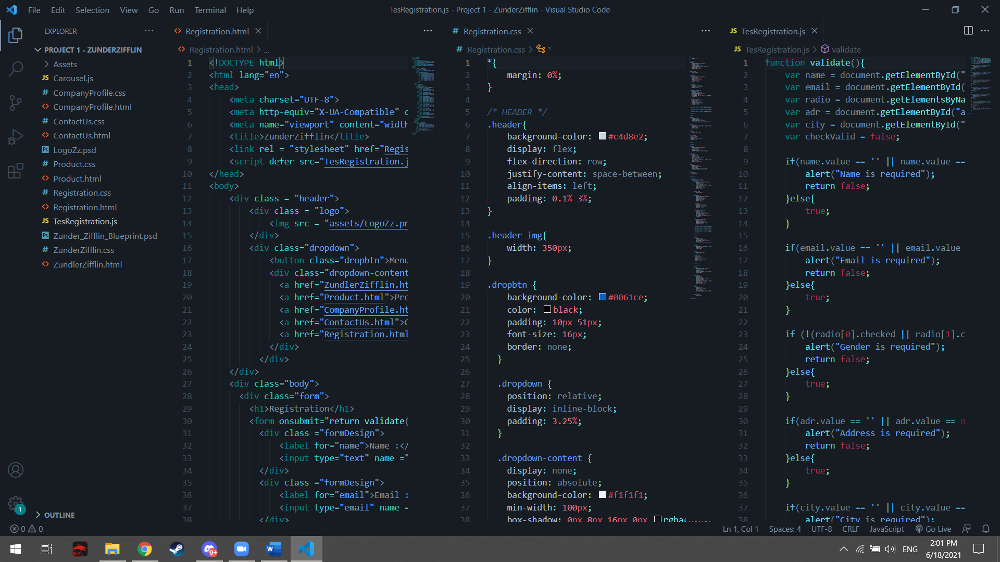 File Edit Selection View Go Run Terminal Help
TesRegistration.js - Project 1 - ZunderZifflin - Visual Studio Code
EXPLORER
PROJECT 1 - ZUNDERZIFFLIN
Assets
JS Carousel.js
# CompanyProfile.css
<> CompanyProfile.html
# ContactUs.css
<> ContactUs.html
Ps LogoZz.psd
# Product.css
<> Product.html
# Registration.css
<> Registration.html
JS TesRegistration.js
Ps Zunder_Zifflin_Blueprint.psd
# ZunderZifflin.css
<> ZundlerZifflin.html
OUTLINE
<> Registration.html
<> Registration.html > ...
1 <!DOCTYPE html>
2 <html lang="en">
3 <head>
4 <meta charset="UTF-8">
5 <meta http-equiv="X-UA-Compatible" c
6 <meta name="viewport" content="width
7 <title>ZunderZifflin</title>
8 <link rel = "stylesheet" href="Regis
9 <script defer src="TesRegistration.j
10 </head>
11 <body>
12 <div class = "header">
13 <div class = "logo">
14 <img src = "assets/LogoZz.pn
15 </div>
16 <div class="dropdown">
17 <button class="dropbtn">Menu
18 <div class="dropdown-content
19 <a href="ZundlerZifflin.ht
20 <a href="Product.html">Pro
21 <a href="CompanyProfile.ht
22 <a href="ContactUs.html">C
23 <a href="Registration.html
24 </div>
25 </div>
26 </div>
27 <div class="body">
28 <div class="form">
29 <h1>Registration</h1>
30 <form onsubmit="return validate(
31 <div class ="formDesign">
32 <label for="name">Name :</
33 <input type="text" name ="
34 </div>
35 <div class ="formDesign">
36 <label for="email">Email :
37 <input type="email" name =
38 </div>
# Registration.css
# Registration.css > *
1 *{
2 margin: 0%;
3 }
4
5 /* HEADER */
6 .header{
7 background-color: #c4d8e2;
8 display: flex;
9 flex-direction: row;
10 justify-content: space-between;
11 align-items: left;
12 padding: 0.1% 3%;
13 }
14
15 .header img{
16 width: 350px;
17 }
18
19 .dropbtn {
20 background-color: #0061ce;
21 color: black;
22 padding: 10px 51px;
23 font-size: 16px;
24 border: none;
25 }
26
27 .dropdown {
28 position: relative;
29 display: inline-block;
30 padding: 3.25%;
31 }
32
33 .dropdown-content {
34 display: none;
35 position: absolute;
36 background-color: #f1f1f1;
37 min-width: 100px;
38 box-shadow: 0px 8px 16px 0px rgba(
JS TesRegistration.js
JS TesRegistration.js > validate
1 function validate(){
2 var name = document.getElementById("
3 var email = document.getElementById(
4 var radio = document.getElementsByNa
5 var adr = document.getElementById("a
6 var city = document.getElementById("
7 var checkValid = false;
8
9 if(name.value == '' || name.value ==
10 alert("Name is required");
11 return false;
12 }else{
13 true;
14 }
15
16 if(email.value == '' || email.value
17 alert("Email is required");
18 return false;
19 }else{
20 true;
21 }
22
23 if (!(radio[0].checked || radio[1].c
24 alert("Gender is required");
25 return false;
26 }else{
27 true;
28 }
29
30 if(adr.value == '' || adr.value == n
31 alert("Address is required");
32 return false;
33 }else{
34 true;
35 }
36
37 if(city.value == '' || city.value ==
38 alert("City is required");
1
0 0
Ln 1, Col 1 Spaces: 4 UTF-8 CRLF JavaScript Go Live
9+
W
ENG
2:01 PM
6/18/2021